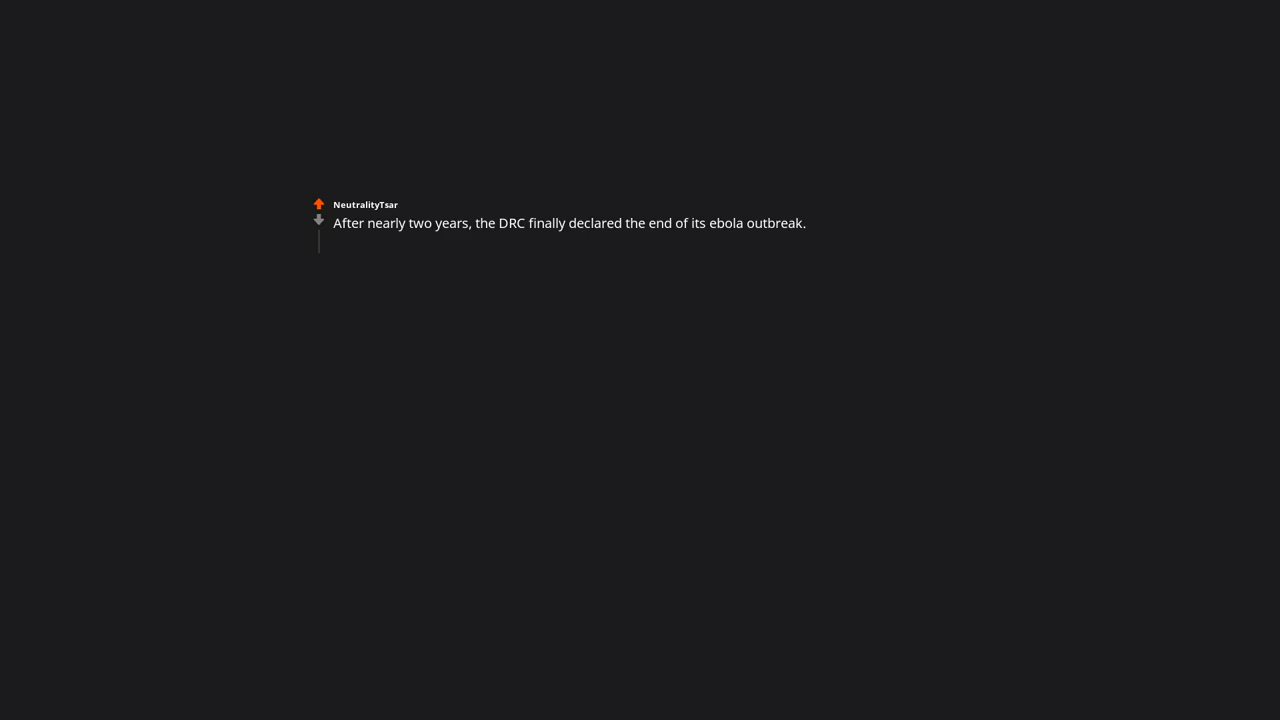 NeutralityTsar
After nearly two years, the DRC finally declared the end of its ebola outbreak.